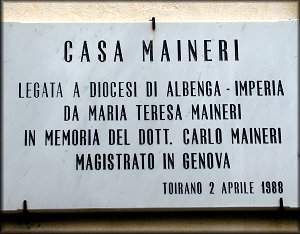 CASA MAINERI
LEGATA A DIOCESI DI ALBENGA - IMPERIA
DA MARIA TERESA MAINERI
IN MEMORIA DEL DOTT. CARLO MAINERI
MAGISTRATO IN GENOVA
TOIRANO 2 APRILE 1988